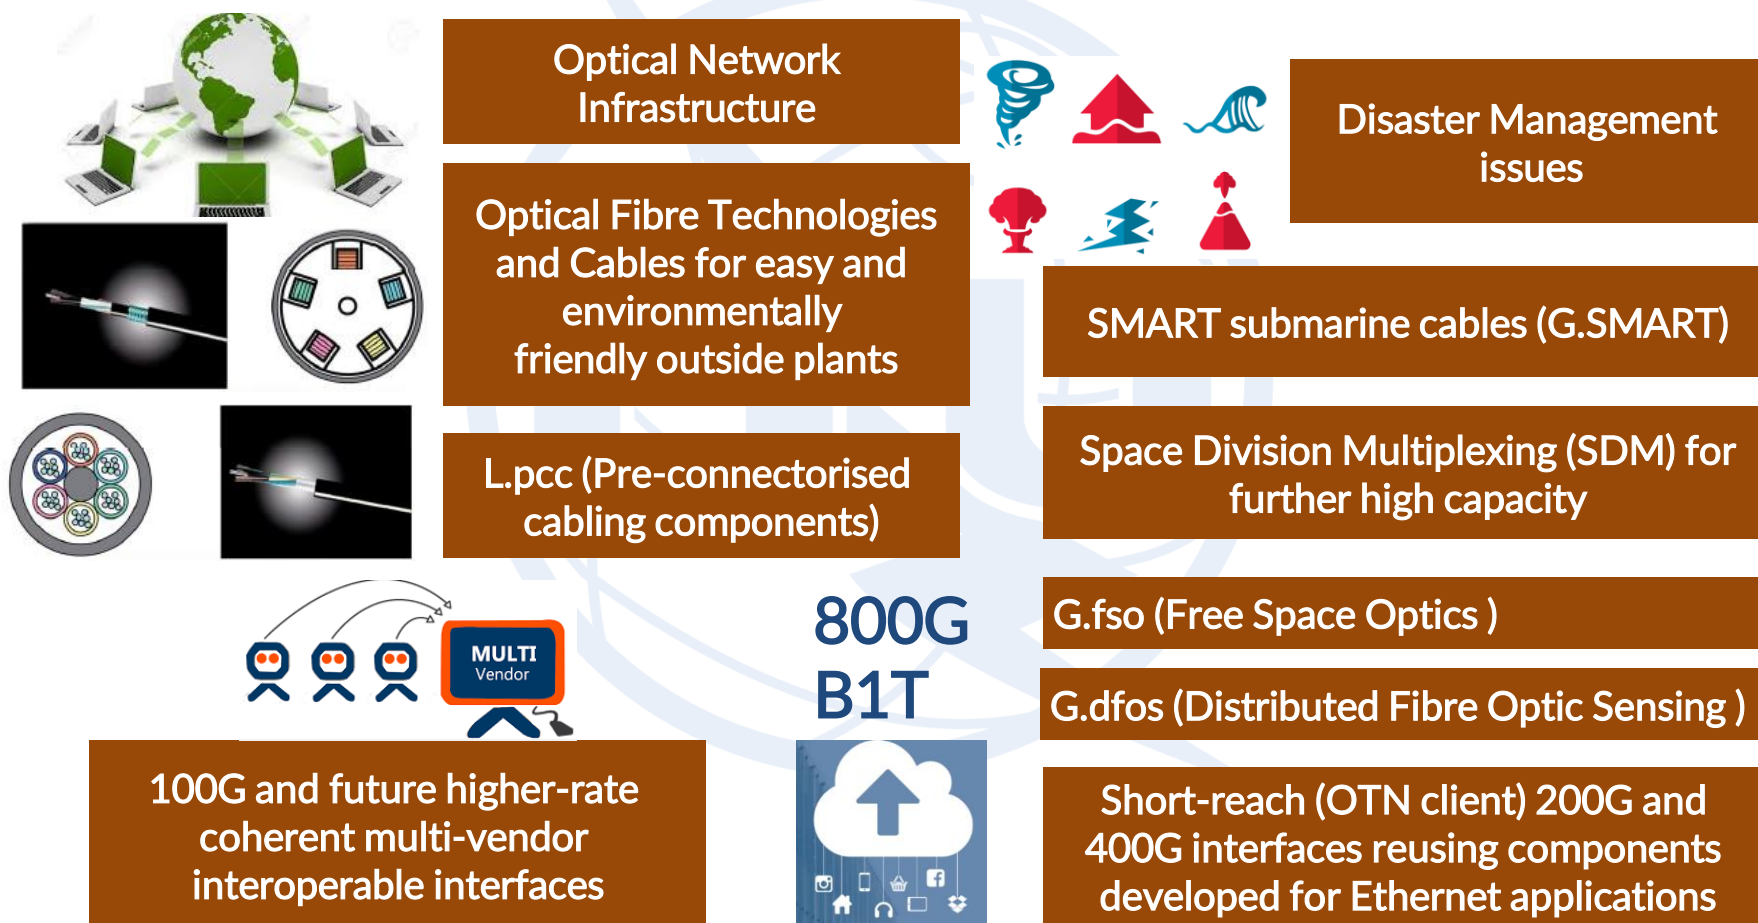 Optical Network
Infrastructure
Disaster Management
issues
Optical Fibre Technologies
and Cables for easy and
environmentally
friendly outside plants
SMART submarine cables (G.SMART)
L.pcc (Pre-connectorised
cabling components)
Space Division Multiplexing (SDM) for
further high capacity
MULTI
Vendor
800G
B1T
G.fso (Free Space Optics )
G.dfos (Distributed Fibre Optic Sensing )
100G and future higher-rate
coherent multi-vendor
interoperable interfaces
Short-reach (OTN client) 200G and
400G interfaces reusing components
developed for Ethernet applications